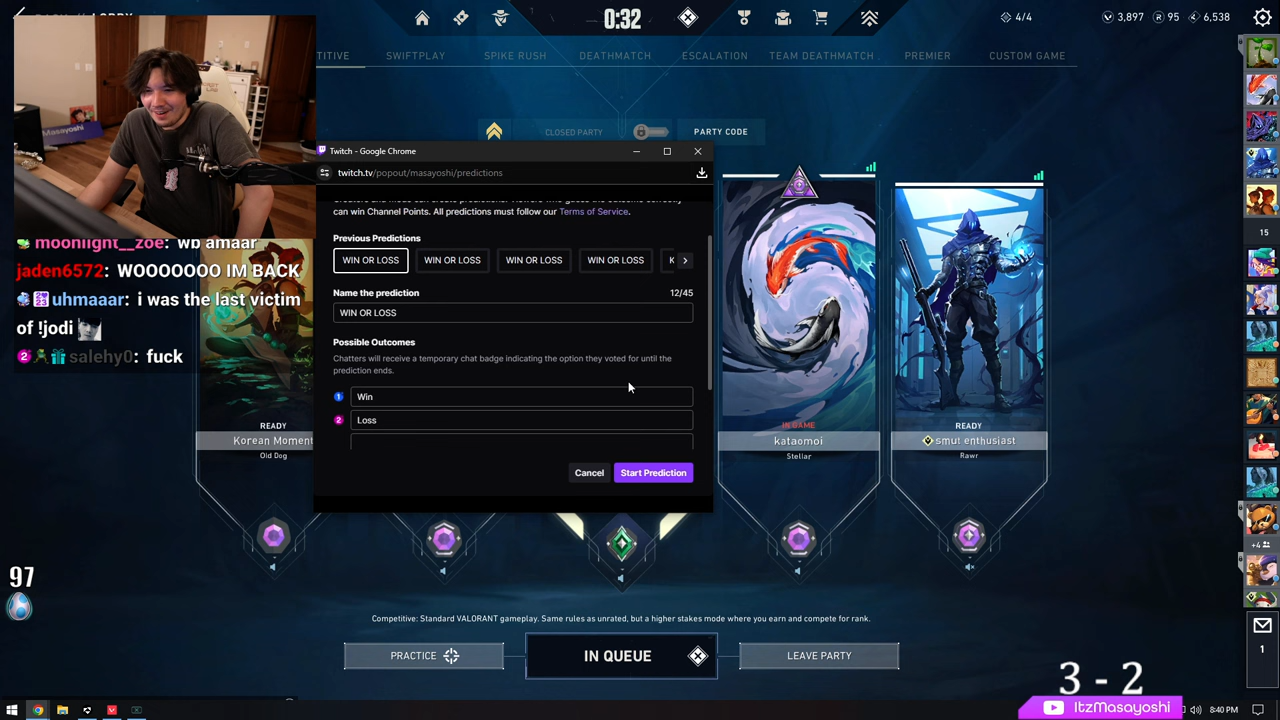 0:32
4/4
3,897
95
6,538
SWIFTPLAY
SPIKE RUSH
DEATHMATCH
ESCALATION
TEAM DEATHMATCH
PREMIER
CUSTOM GAME
CLOSED PARTY
PARTY CODE
Masayoshi
Twitch - Google Chrome
twitch.tv/popout/masayoshi/predictions
can win Channel Points. All predictions must follow our Terms of Service.
Previous Predictions
WIN OR LOSS
WIN OR LOSS
WIN OR LOSS
WIN OR LOSS
K
Name the prediction
12/45
WIN OR LOSS
Possible Outcomes
Chatters will receive a temporary chat badge indicating the option they voted for until the
prediction ends.
1
Win
2
Loss
Cancel
Start Prediction
moonlight__zoe: wb amaar
jaden6572: WOOOOOOO IM BACK
uhmaaar: i was the last victim
of !jodi
2 salehy0: fuck
READY
Korean Moment
Old Dog
IN GAME
kataomoi
Stellar
READY
smut enthusiast
Rawr
15
+4
1
97
Competitive: Standard VALORANT gameplay. Same rules as unrated, but a higher stakes mode where you earn and compete for rank.
PRACTICE
IN QUEUE
LEAVE PARTY
3 - 2
ItzMasayoshi
8:40 PM